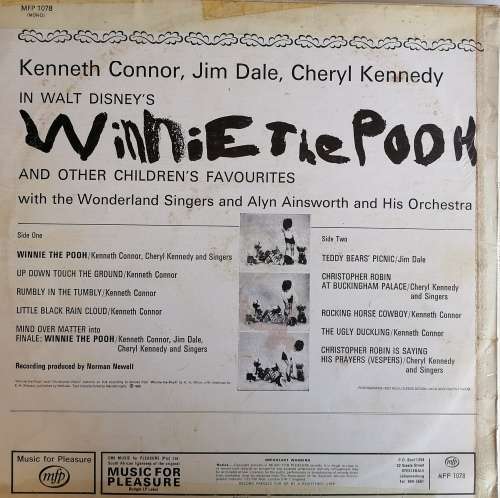 MFP 1078
(MONO)
Kenneth Connor, Jim Dale, Cheryl Kennedy
IN WALT DISNEY'S
WiNNiE The POOH
AND OTHER CHILDREN'S FAVOURITES
with the Wonderland Singers and Alyn Ainsworth and His Orchestra
Side One
WINNIE THE POOH/Kenneth Connor, Cheryl Kennedy and Singers
UP DOWN TOUCH THE GROUND/Kenneth Connor
RUMBLY IN THE TUMBLY/Kenneth Connor
LITTLE BLACK RAIN CLOUD/Kenneth Connor
MIND OVER MATTER into
FINALE: WINNIE THE POOH/Kenneth Connor, Jim Dale,
Cheryl Kennedy and Singers
Recording produced by Norman Newell
Side Two
TEDDY BEARS' PICNIC/Jim Dale
CHRISTOPHER ROBIN
AT BUCKINGHAM PALACE/Cheryl Kennedy
and Singers
ROCKING HORSE COWBOY/Kenneth Connor
THE UGLY DUCKLING/Kenneth Connor
CHRISTOPHER ROBIN IS SAYING
HIS PRAYERS (VESPERS)/Cheryl Kennedy
and Singers
Music for Pleasure
mfp
MUSIC FOR
PLEASURE
IMPORTANT WARNING
Music for Pleasure
mfp
MFP 1078